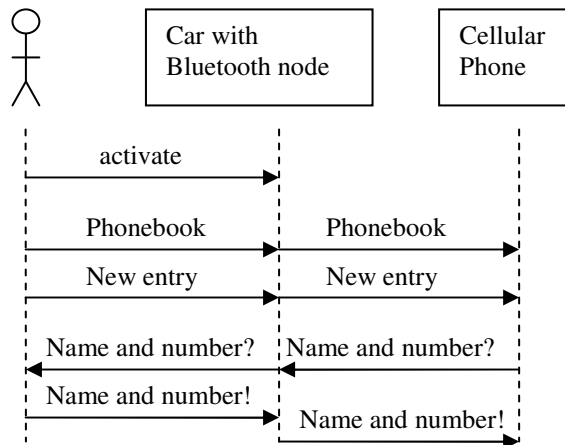 Car with
Bluetooth node
Cellular
Phone
activate
Phonebook
Phonebook
New entry
New entry
Name and number?
Name and number?
Name and number!
Name and number!